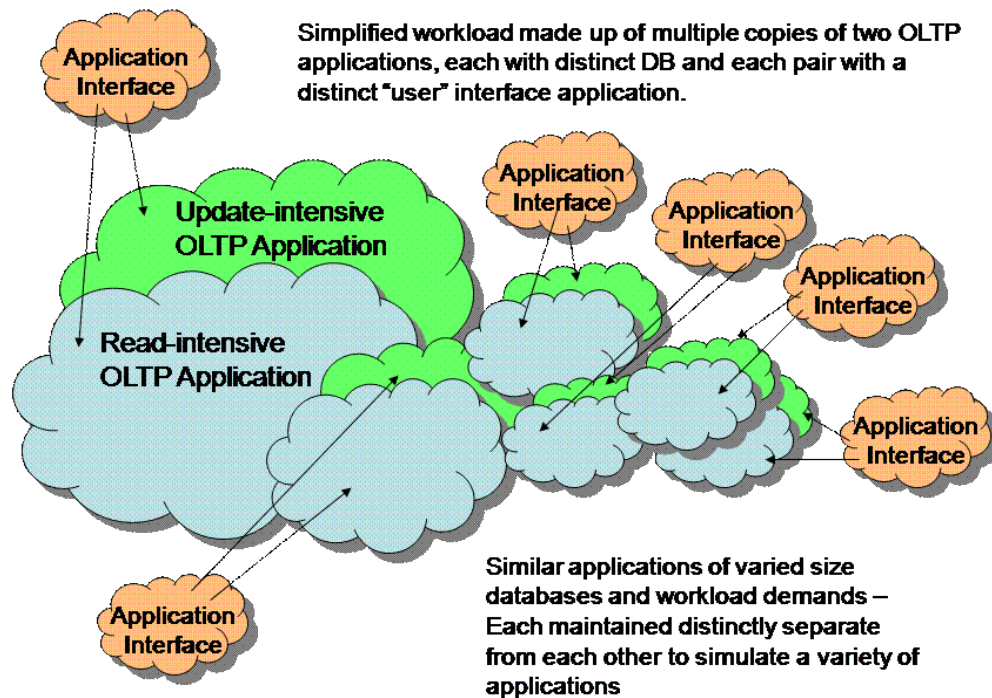 Application
Interface
Simplified workload made up of multiple copies of two OLTP
applications, each with distinct DB and each pair with a
distinct “user” interface application.
Application
Interface
Application
Interface
Update-intensive
OLTP Application
Application
Interface
Read-intensive
OLTP Application
Application
Interface
Application
Interface
Similar applications of varied size
databases and workload demands –
Each maintained distinctly separate
from each other to simulate a variety of
applications